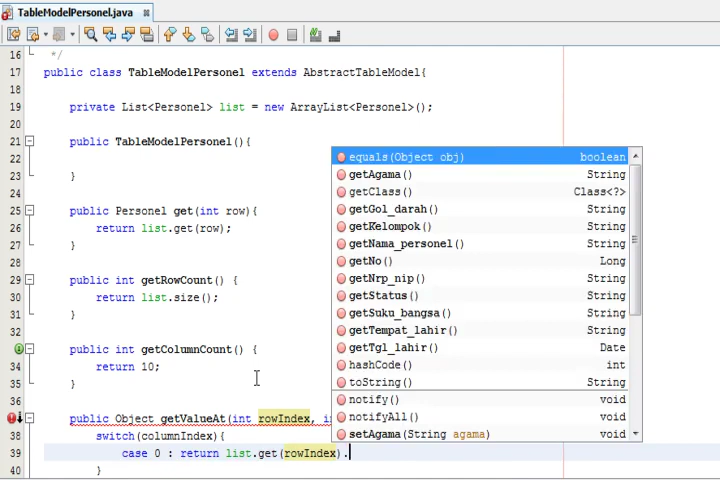 TableModelPersonel.java
16 */
17 public class TableModelPersonel extends AbstractTableModel{
18
19 private List<Personel> list = new ArrayList<Personel>();
20
21 public TableModelPersonel(){
22
23 }
24
25 public Personel get(int row){
26 return list.get(row);
27 }
28
29 public int getRowCount() {
30 return list.size();
31 }
32
33 public int getColumnCount() {
34 return 10;
35 }
36
37 public Object getValueAt(int rowIndex, in
38 switch(columnIndex){
39 case 0 : return list.get(rowIndex).
40 }
equals(Object obj) boolean
getAgama() String
getClass() Class<?>
getGol_darah() String
getKelompok() String
getNama_personel() String
getNo() Long
getNrp_nip() String
getStatus() String
getSuku_bangsa() String
getTempat_lahir() String
getTgl_lahir() Date
hashCode() int
toString() String
notify() void
notifyAll() void
setAgama(String agama) void